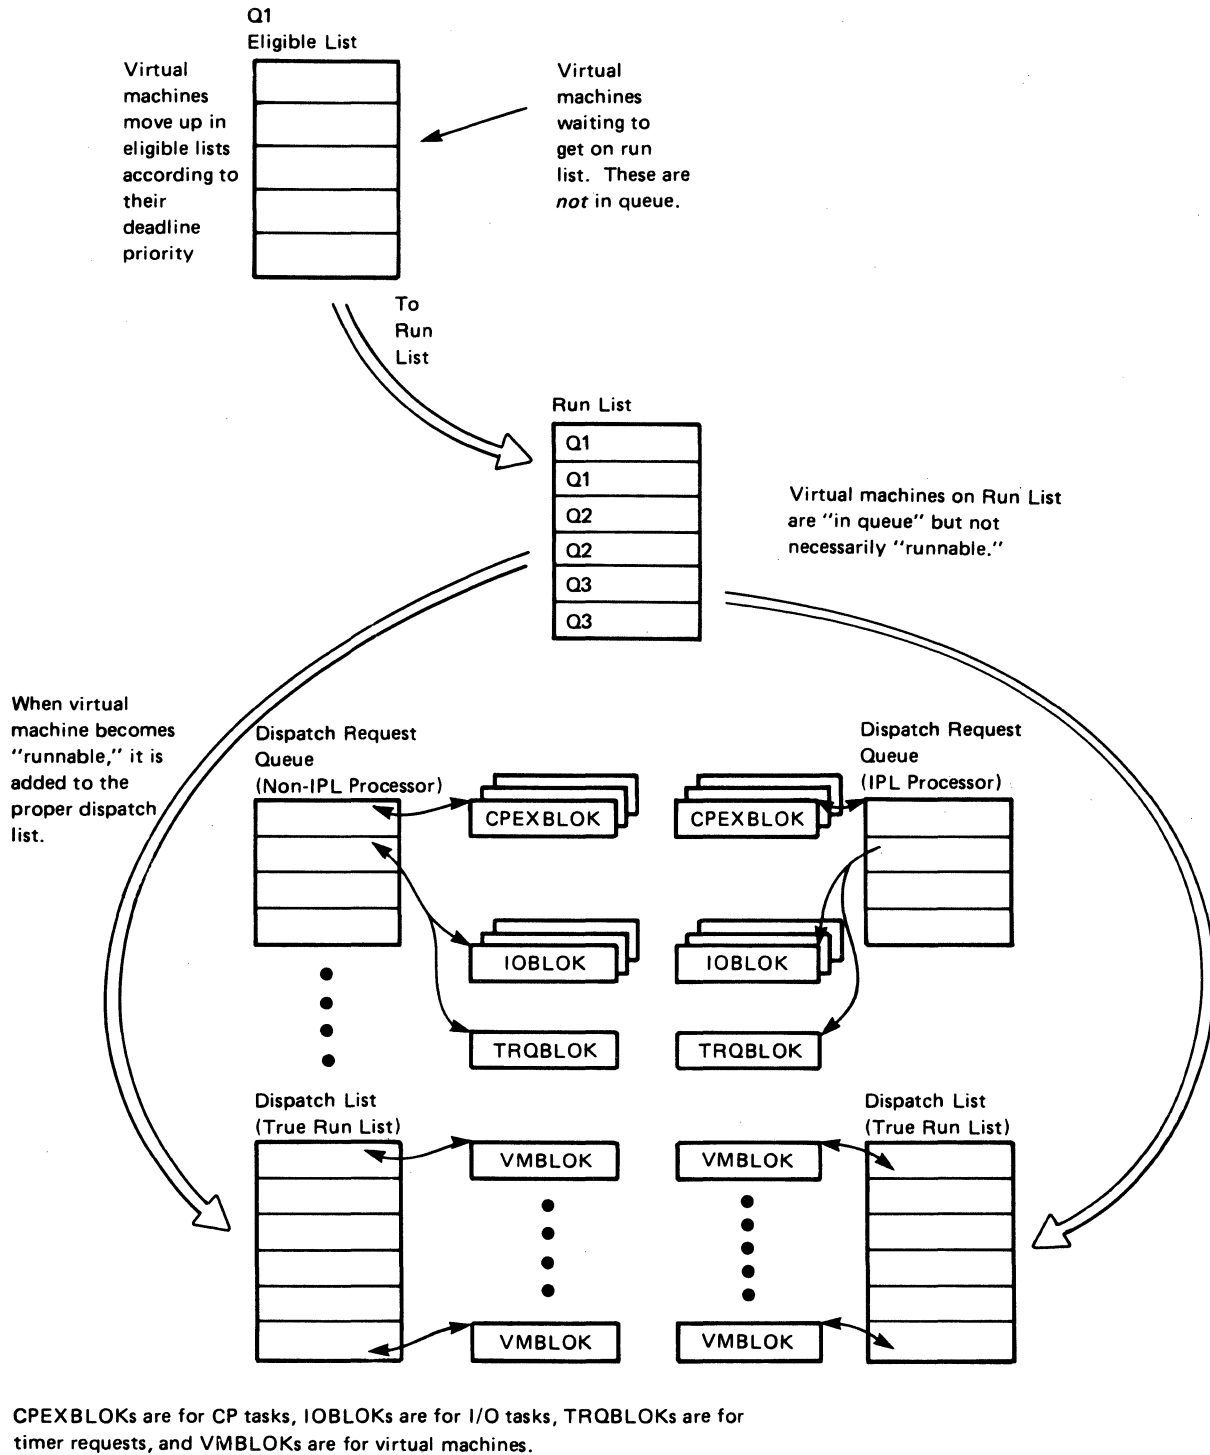 Q1
Eligible List
Virtual
machines
move up in
eligible lists
according to
their
deadline
priority
Virtual
machines
waiting to
get on run
list. These are
not in queue.
To
Run
List
Run List
Q1
Q1
Q2
Q2
Q3
Q3
Virtual machines on Run List
are "in queue" but not
necessarily "runnable."
When virtual
machine becomes
"runnable," it is
added to the
proper dispatch
list.
Dispatch Request
Queue
(Non-IPL Processor)
Dispatch Request
Queue
(IPL Processor)
CPEXBLOK
CPEXBLOK
IOBLOK
IOBLOK
TRQBLOK
TRQBLOK
Dispatch List
(True Run List)
Dispatch List
(True Run List)
VMBLOK
VMBLOK
VMBLOK
VMBLOK
CPEXBLOKs are for CP tasks, IOBLOKs are for I/O tasks, TRQBLOKs are for
timer requests, and VMBLOKs are for virtual machines.